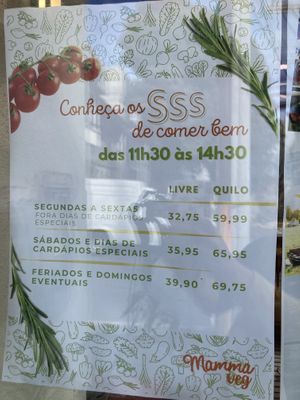 Conheça os SSS
de comer bem
das 11h30 às 14h30
LIVRE QUILO
SEGUNDAS A SEXTAS
FORA DIAS DE CARDÁPIOS
ESPECIAIS
32,75 59,99
SÁBADOS E DIAS DE
CARDÁPIOS ESPECIAIS
35,95 65,95
FERIADOS E DOMINGOS
EVENTUAIS
39,90 69,75
Mamma
veg